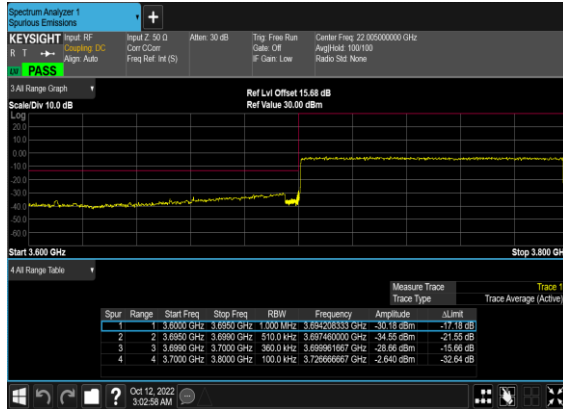 Spectrum Analyzer 1
Spurious Emissions
+
KEYSIGHT Input: RF Input Z: 50 Ω Atten: 30 dB Trig: Free Run Center Freq: 22.005000000 GHz
R T Coupling: DC Corr CCorr Gate: Off Avg|Hold: 100/100
Align: Auto Freq Ref: Int (S) IF Gain: Low Radio Std: None
PASS
3 All Range Graph
Ref Lvl Offset 15.68 dB
Scale/Div 10.0 dB Ref Value 30.00 dBm
Log
20.0
10.0
0.00
-10.0
-20.0
-30.0
-40.0
-50.0
-60.0
Start 3.600 GHz Stop 3.800 GH
4 All Range Table
Measure Trace Trace 1
Trace Type Trace Average (Active)
Spur Range Start Freq Stop Freq RBW Frequency Amplitude ΔLimit
1 1 3.6000 GHz 3.6950 GHz 1.000 MHz 3.694208333 GHz -30.18 dBm -17.18 dB
2 2 3.6950 GHz 3.6990 GHz 510.0 kHz 3.697460000 GHz -34.55 dBm -21.55 dB
3 3 3.6990 GHz 3.7000 GHz 360.0 kHz 3.699961667 GHz -28.66 dBm -15.66 dB
4 4 3.7000 GHz 3.8000 GHz 100.0 kHz 3.726666667 GHz -2.640 dBm -32.64 dB
? Oct 12, 2022
3:02:58 AM